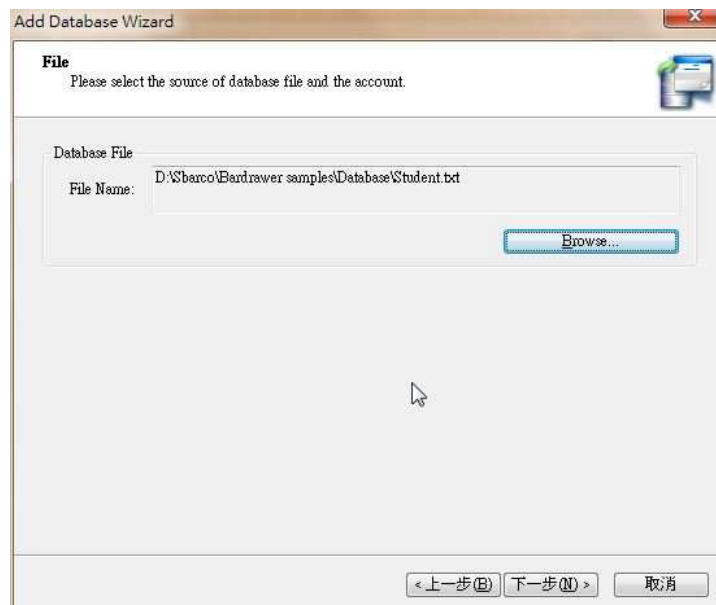 Add Database Wizard
File
Please select the source of database file and the account.
Database File
File Name:
D:\Sbarco\Bardrawer samples\Database\Student.txt
Browse...
<上一步(B)
下一步(N)>
取消